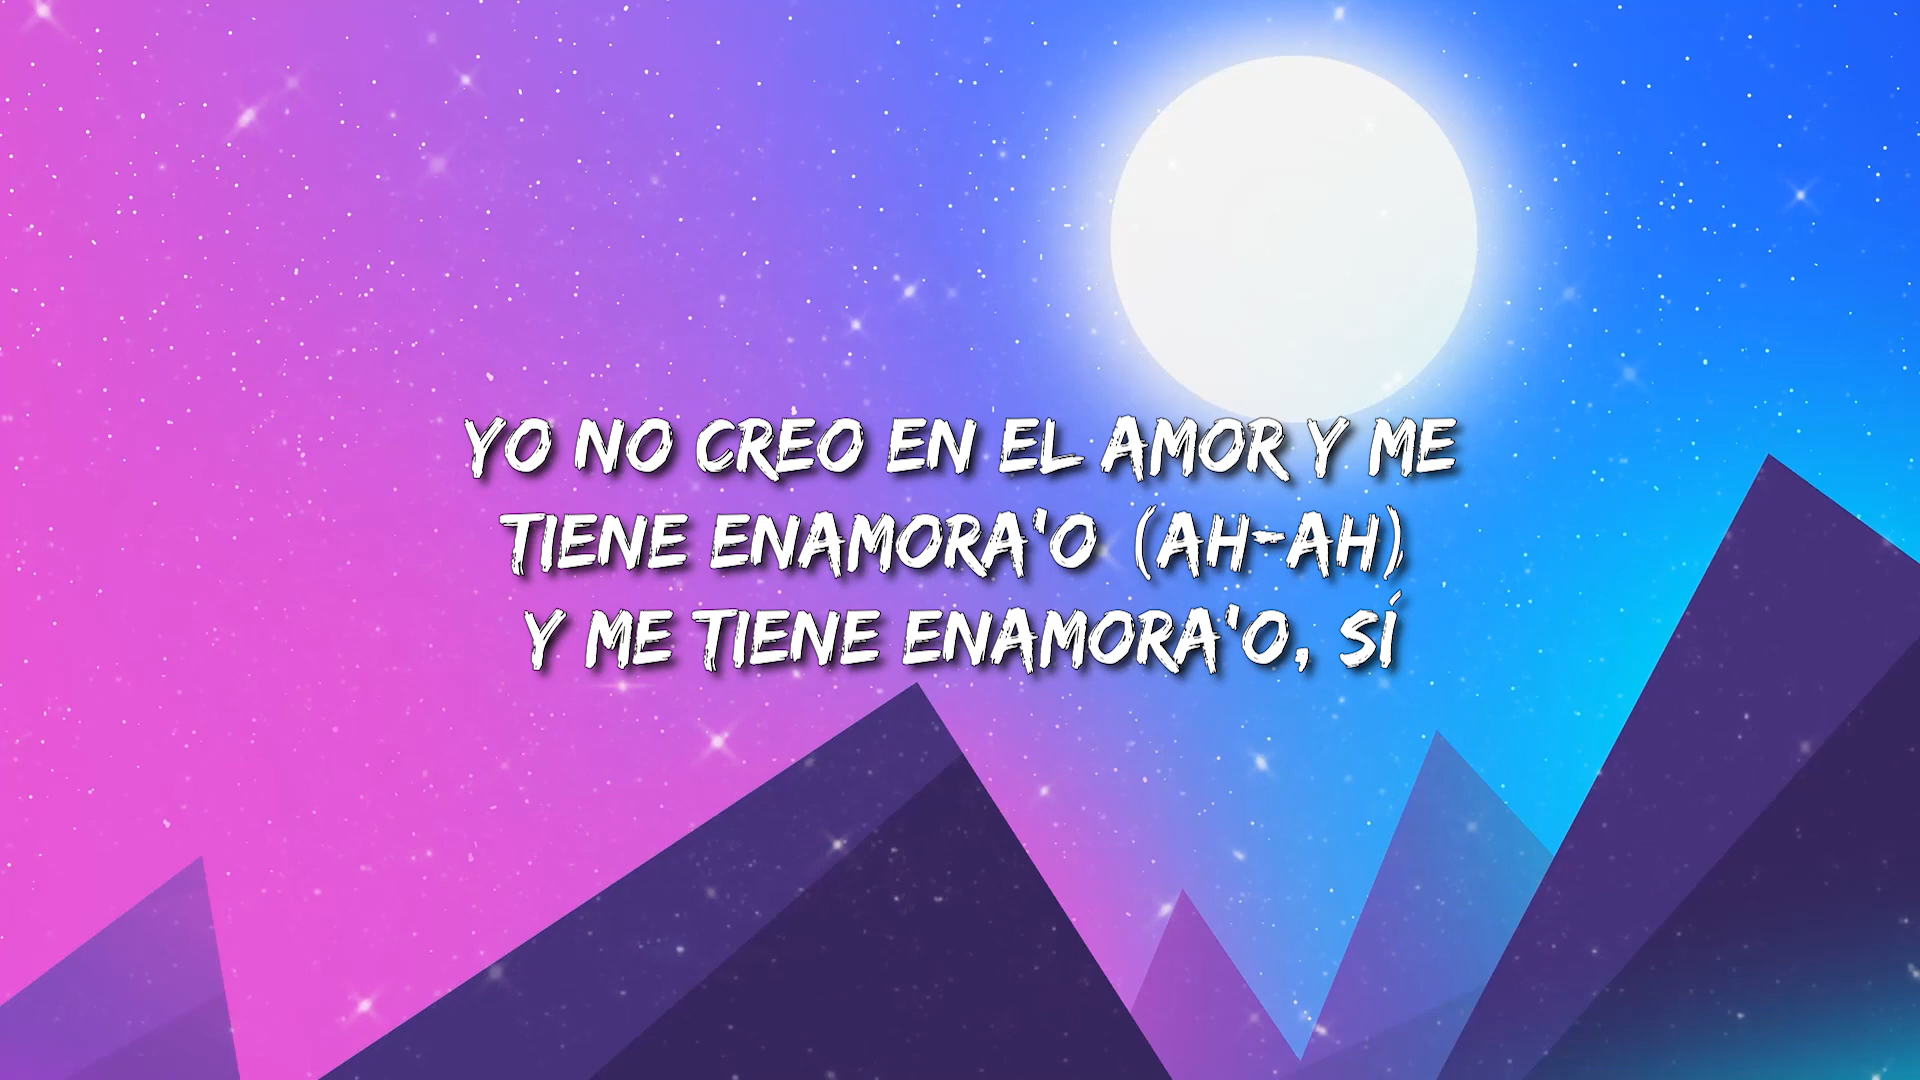 YO NO CREO EN EL AMOR Y ME
TIENE ENAMORA'O (AH-AH)
Y ME TIENE ENAMORA'O, SÍ